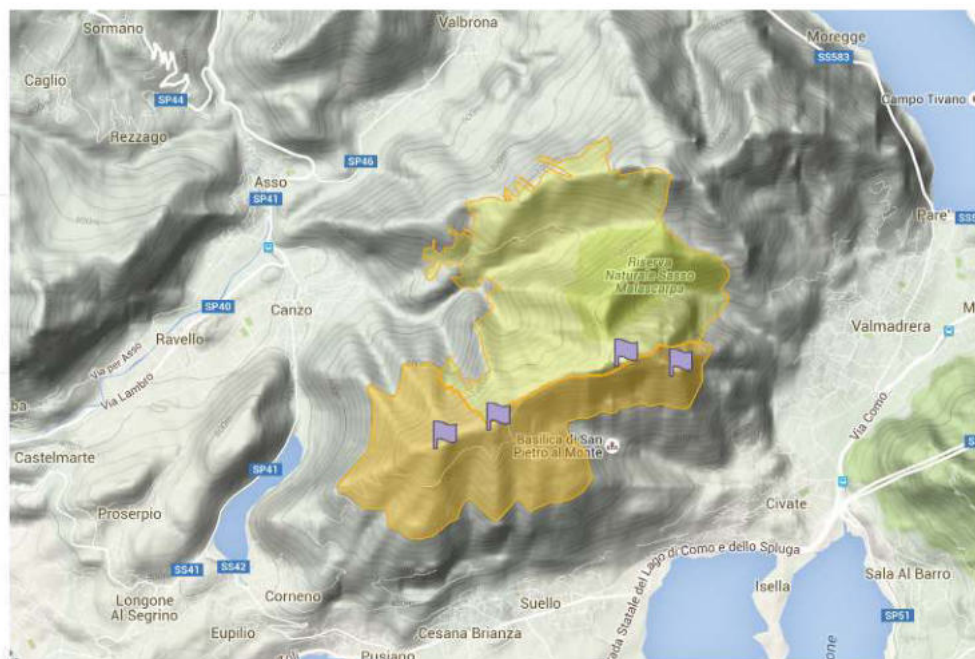 Sormano
Valbrona
Moregge
SS583
Caglio
SP44
Campo Tivano
Rezzago
SP46
Asso
SP41
Pare'
Riserva
Naturale Sasso
Malascarpa
SP40
Canzo
Valmadrera
Ravello
Via per Asso
Via Lambro
Via Como
Basilica di San
Pietro al Monte
Castelmarte
SP41
Proserpio
Civate
SS41
SS42
Isella
Sala Al Barro
Longone
Al Segrino
Corneno
Suello
SP51
Eupilio
Cesana Brianza
Pusiano